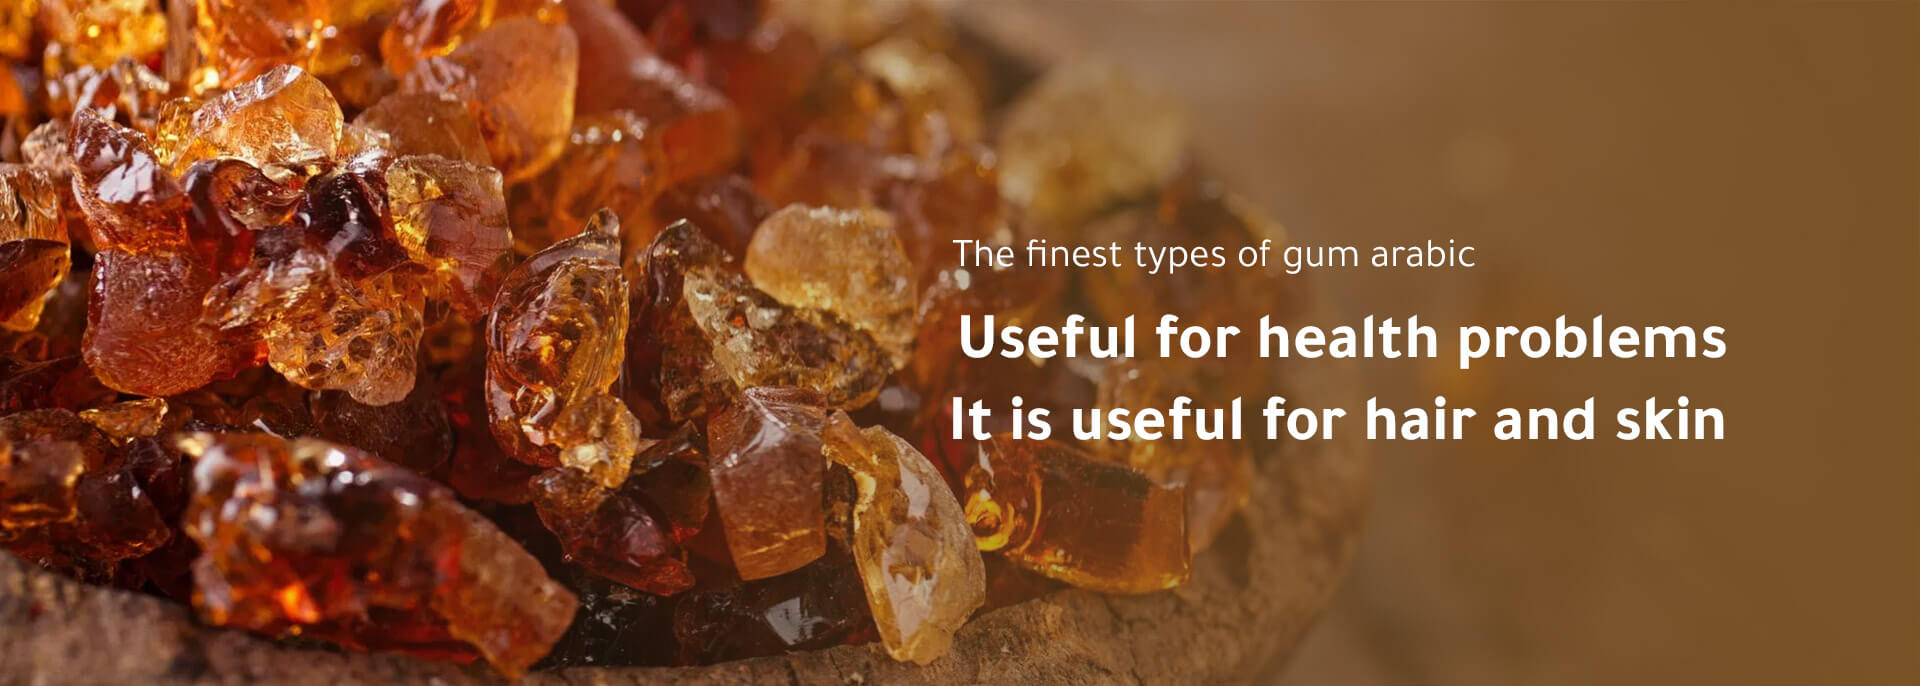 The finest types of gum arabic
Useful for health problems
It is useful for hair and skin